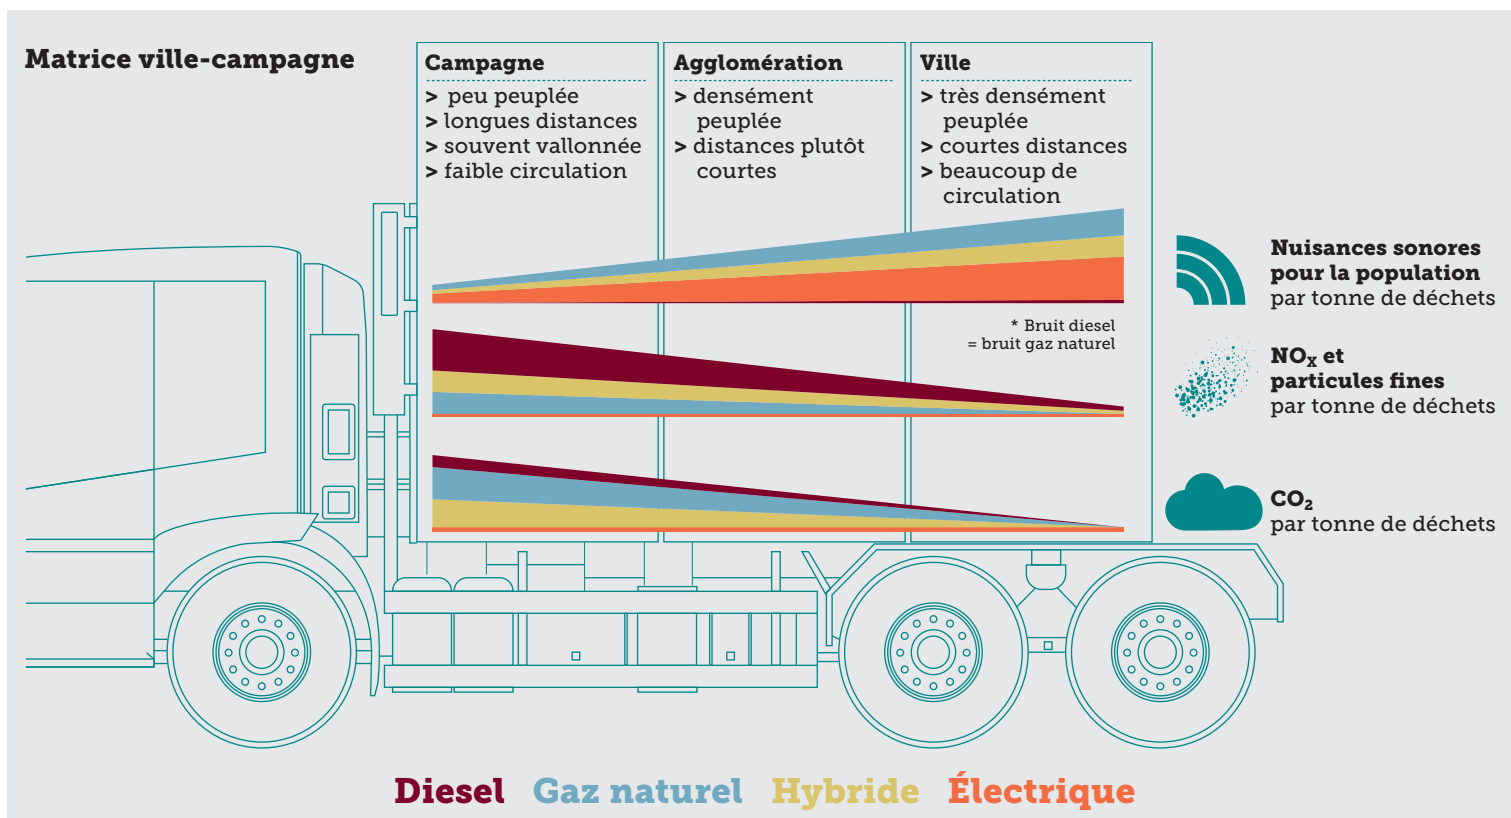 Matrice ville-campagne
Campagne
> peu peuplée
> longues distances
> souvent vallonnée
> faible circulation
Agglomération
> densément
peuplée
> distances plutôt
courtes
Ville
> très densément
peuplée
> courtes distances
> beaucoup de
circulation
Nuisances sonores
pour la population
par tonne de déchets
* Bruit diesel
= bruit gaz naturel
NOₓ et
particules fines
par tonne de déchets
CO₂
par tonne de déchets
Diesel Gaz naturel Hybride Électrique